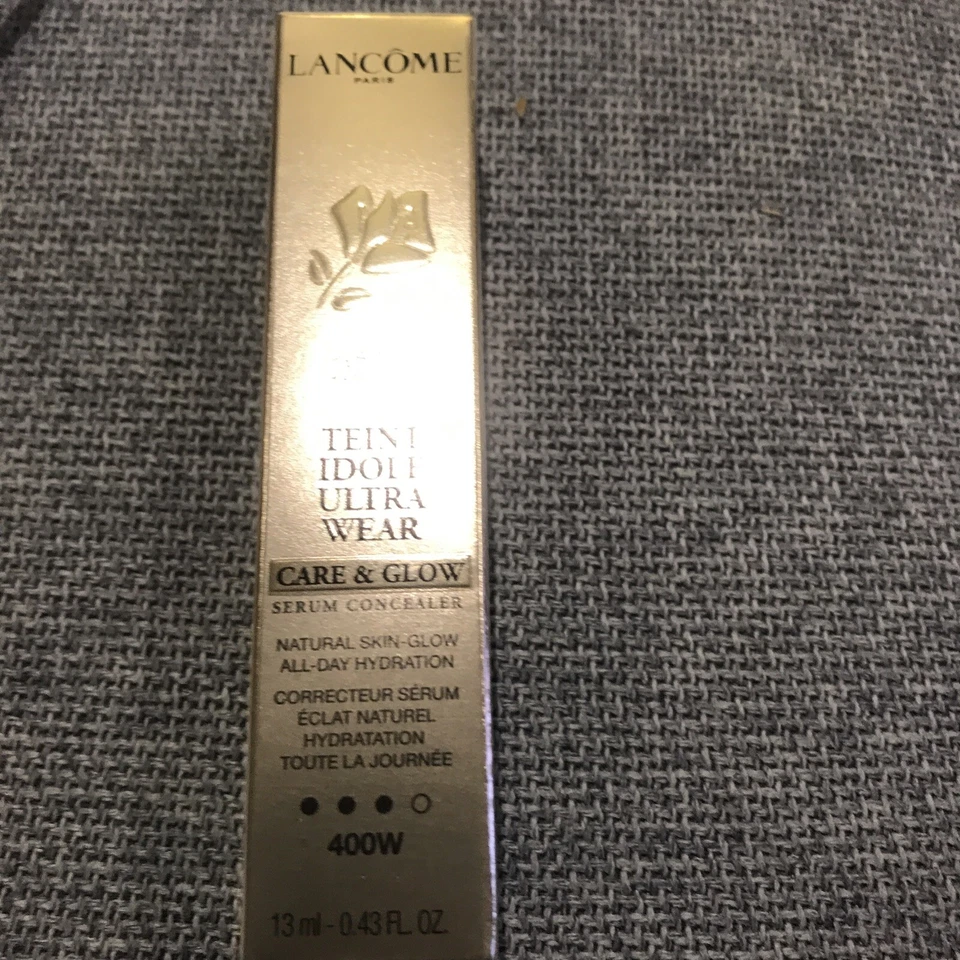 LANCÔME
PARIS
TEINT
IDOLE
ULTRA
WEAR
CARE & GLOW
SERUM CONCEALER
NATURAL SKIN-GLOW
ALL-DAY HYDRATION
CORRECTEUR SÉRUM
ÉCLAT NATUREL
HYDRATATION
TOUTE LA JOURNÉE
400W
13 ml - 0.43 FL. OZ.